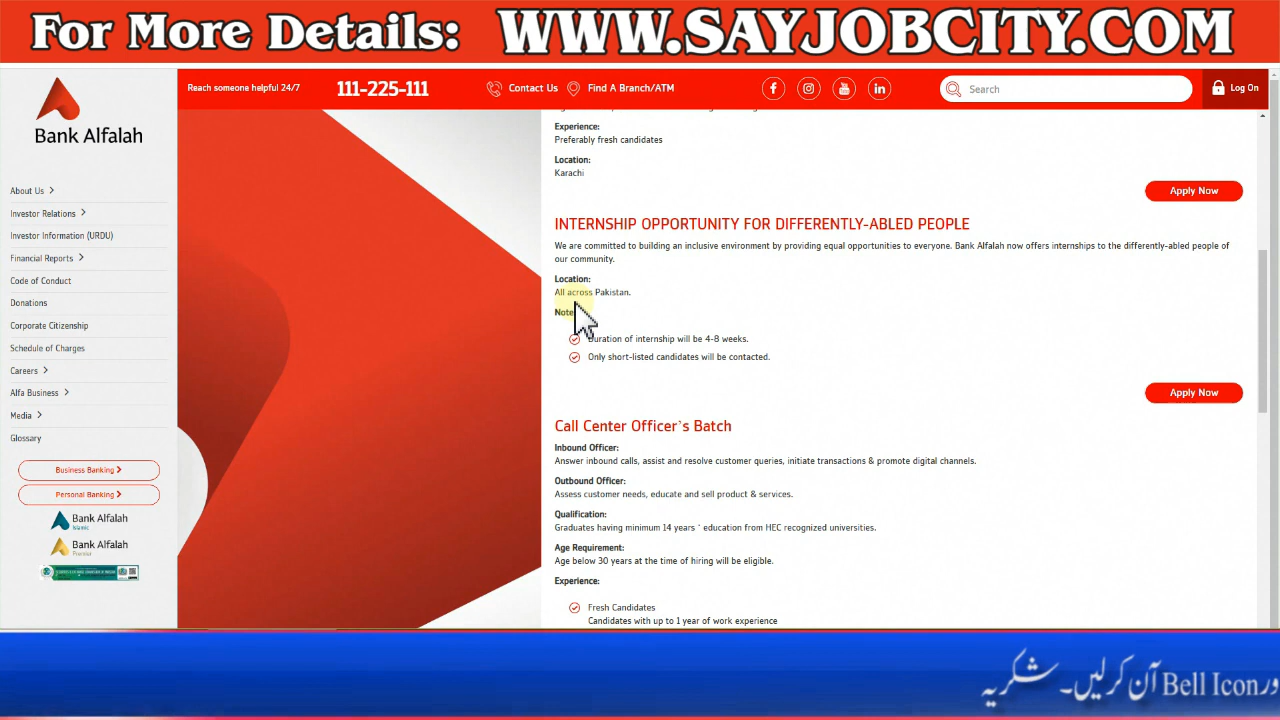 For More Details: WWW.SAYJOBCITY.COM
Reach someone helpful 24/7
111-225-111
Contact Us
Find A Branch/ATM
Search
Log On
Bank Alfalah
About Us
Investor Relations
Investor Information (URDU)
Financial Reports
Code of Conduct
Donations
Corporate Citizenship
Schedule of Charges
Careers
Alfa Business
Media
Glossary
Business Banking
Personal Banking
Bank Alfalah
Islamic
Bank Alfalah
Premier
Experience:
Preferably fresh candidates
Location:
Karachi
Apply Now
INTERNSHIP OPPORTUNITY FOR DIFFERENTLY-ABLED PEOPLE
We are committed to building an inclusive environment by providing equal opportunities to everyone. Bank Alfalah now offers internships to the differently-abled people of
our community.
Location:
All across Pakistan.
Note
Duration of internship will be 4-8 weeks.
Only short-listed candidates will be contacted.
Apply Now
Call Center Officer`s Batch
Inbound Officer:
Answer inbound calls, assist and resolve customer queries, initiate transactions & promote digital channels.
Outbound Officer:
Assess customer needs, educate and sell product & services.
Qualification:
Graduates having minimum 14 years ` education from HEC recognized universities.
Age Requirement:
Age below 30 years at the time of hiring will be eligible.
Experience:
Fresh Candidates
Candidates with up to 1 year of work experience
ور Bell Icon آن کرلیں۔ شکریہ